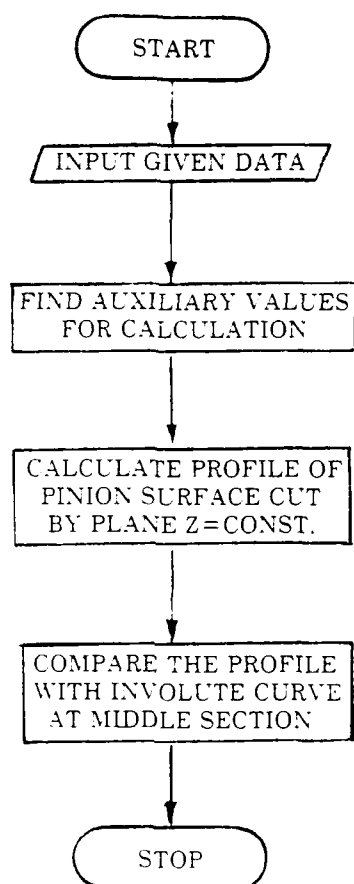 START
INPUT GIVEN DATA
FIND AUXILIARY VALUES
FOR CALCULATION
CALCULATE PROFILE OF
PINION SURFACE CUT
BY PLANE Z=CONST.
COMPARE THE PROFILE
WITH INVOLUTE CURVE
AT MIDDLE SECTION
STOP